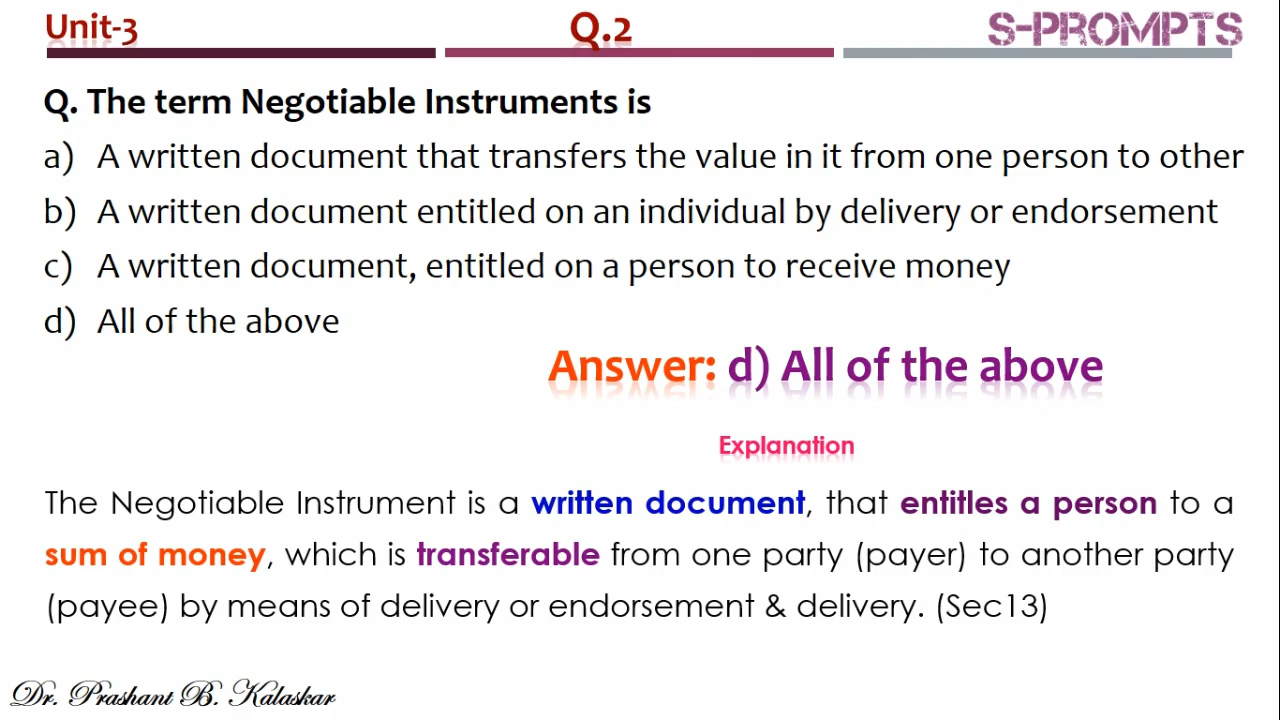 Unit-3
Q.2
S-PROMPTS
Q. The term Negotiable Instruments is
a) A written document that transfers the value in it from one person to other
b) A written document entitled on an individual by delivery or endorsement
c) A written document, entitled on a person to receive money
d) All of the above
Answer: d) All of the above
Explanation
The Negotiable Instrument is a written document, that entitles a person to a
sum of money, which is transferable from one party (payer) to another party
(payee) by means of delivery or endorsement & delivery. (Sec13)
Dr. Prashant B. Kalaskar